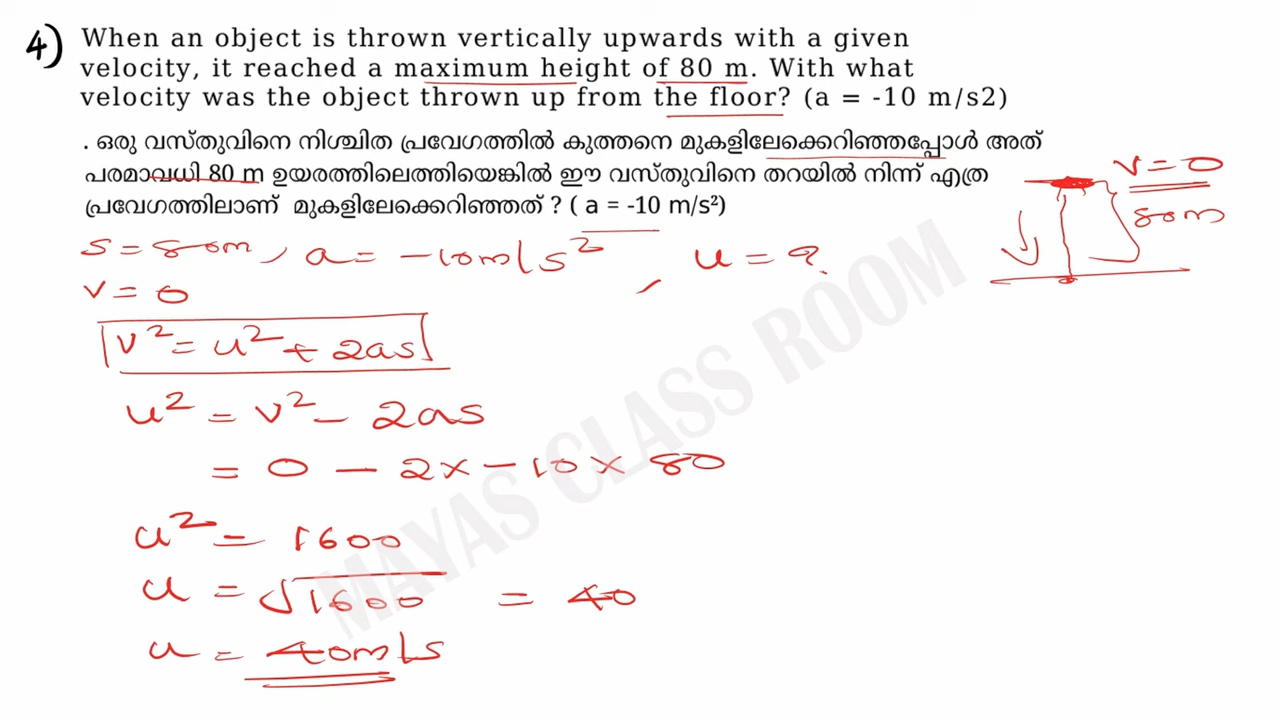 4) When an object is thrown vertically upwards with a given
velocity, it reached a maximum height of 80 m. With what
velocity was the object thrown up from the floor? (a = -10 m/s2)
. ഒരു വസ്തുവിനെ നിശ്ചിത പ്രവേഗത്തിൽ കുത്തനെ മുകളിലേക്കെറിഞ്ഞപ്പോൾ അത്
പരമാവധി 80 m ഉയരത്തിലെത്തിയെങ്കിൽ ഈ വസ്തുവിനെ തറയിൽ നിന്ന് എത്ര
പ്രവേഗത്തിലാണ് മുകളിലേക്കെറിഞ്ഞത് ? ( a = -10 m/s²)
v = 0
80m
s = 80m, a = -10m/s², u = ?
v = 0
v² = u² + 2as
u² = v² - 2as
= 0 - 2 x -10 x 80
u² = 1600
u = √1600 = 40
u = 40m/s
MAYAS CLASS ROOM